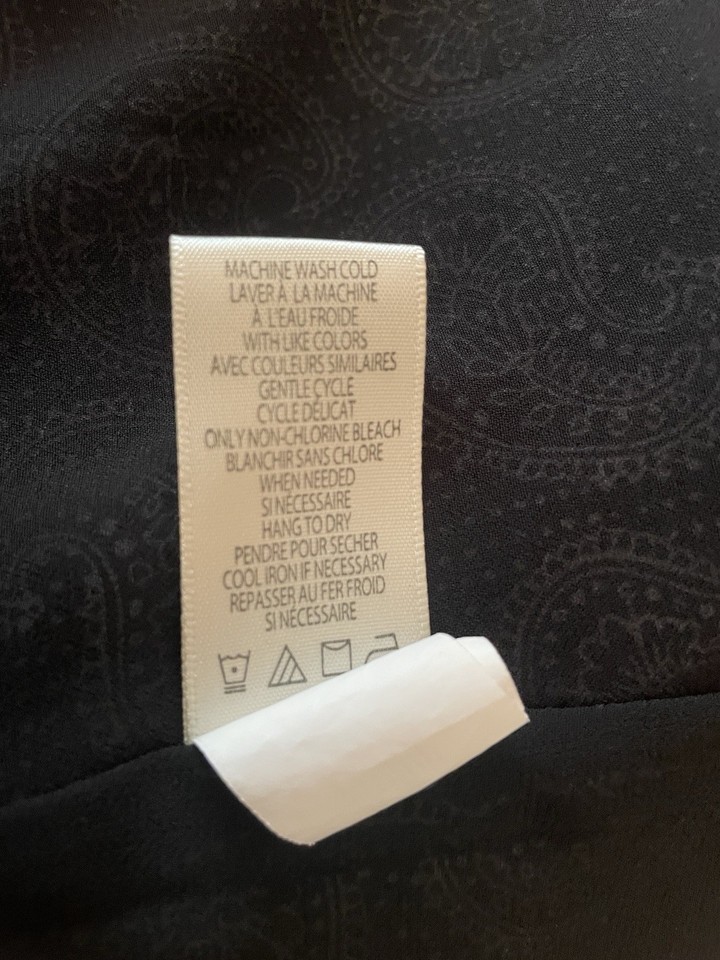 MACHINE WASH COLD
LAVER À LA MACHINE
À L'EAU FROIDE
WITH LIKE COLORS
AVEC COULEURS SIMILAIRES
GENTLE CYCLE
CYCLE DÉLICAT
ONLY NON-CHLORINE BLEACH
BLANCHIR SANS CHLORE
WHEN NEEDED
SI NÉCESSAIRE
HANG TO DRY
PENDRE POUR SECHER
COOL IRON IF NECESSARY
REPASSER AU FER FROID
SI NÉCESSAIRE